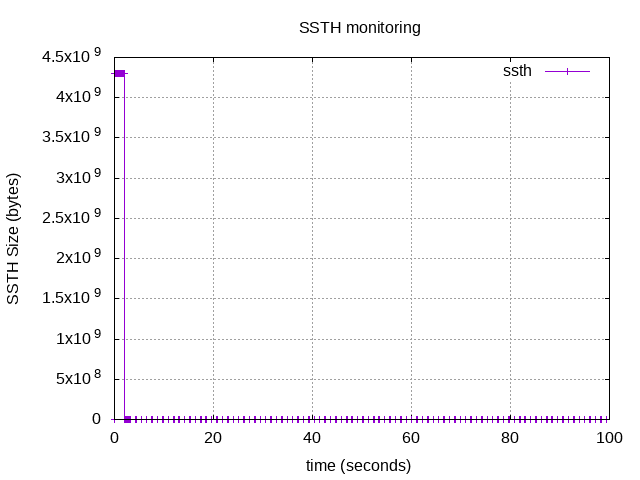 SSTH monitoring
ssth
4.5x10 9
4x10 9
3.5x10 9
3x10 9
2.5x10 9
2x10 9
1.5x10 9
1x10 9
5x10 8
0
SSTH Size (bytes)
0 20 40 60 80 100
time (seconds)